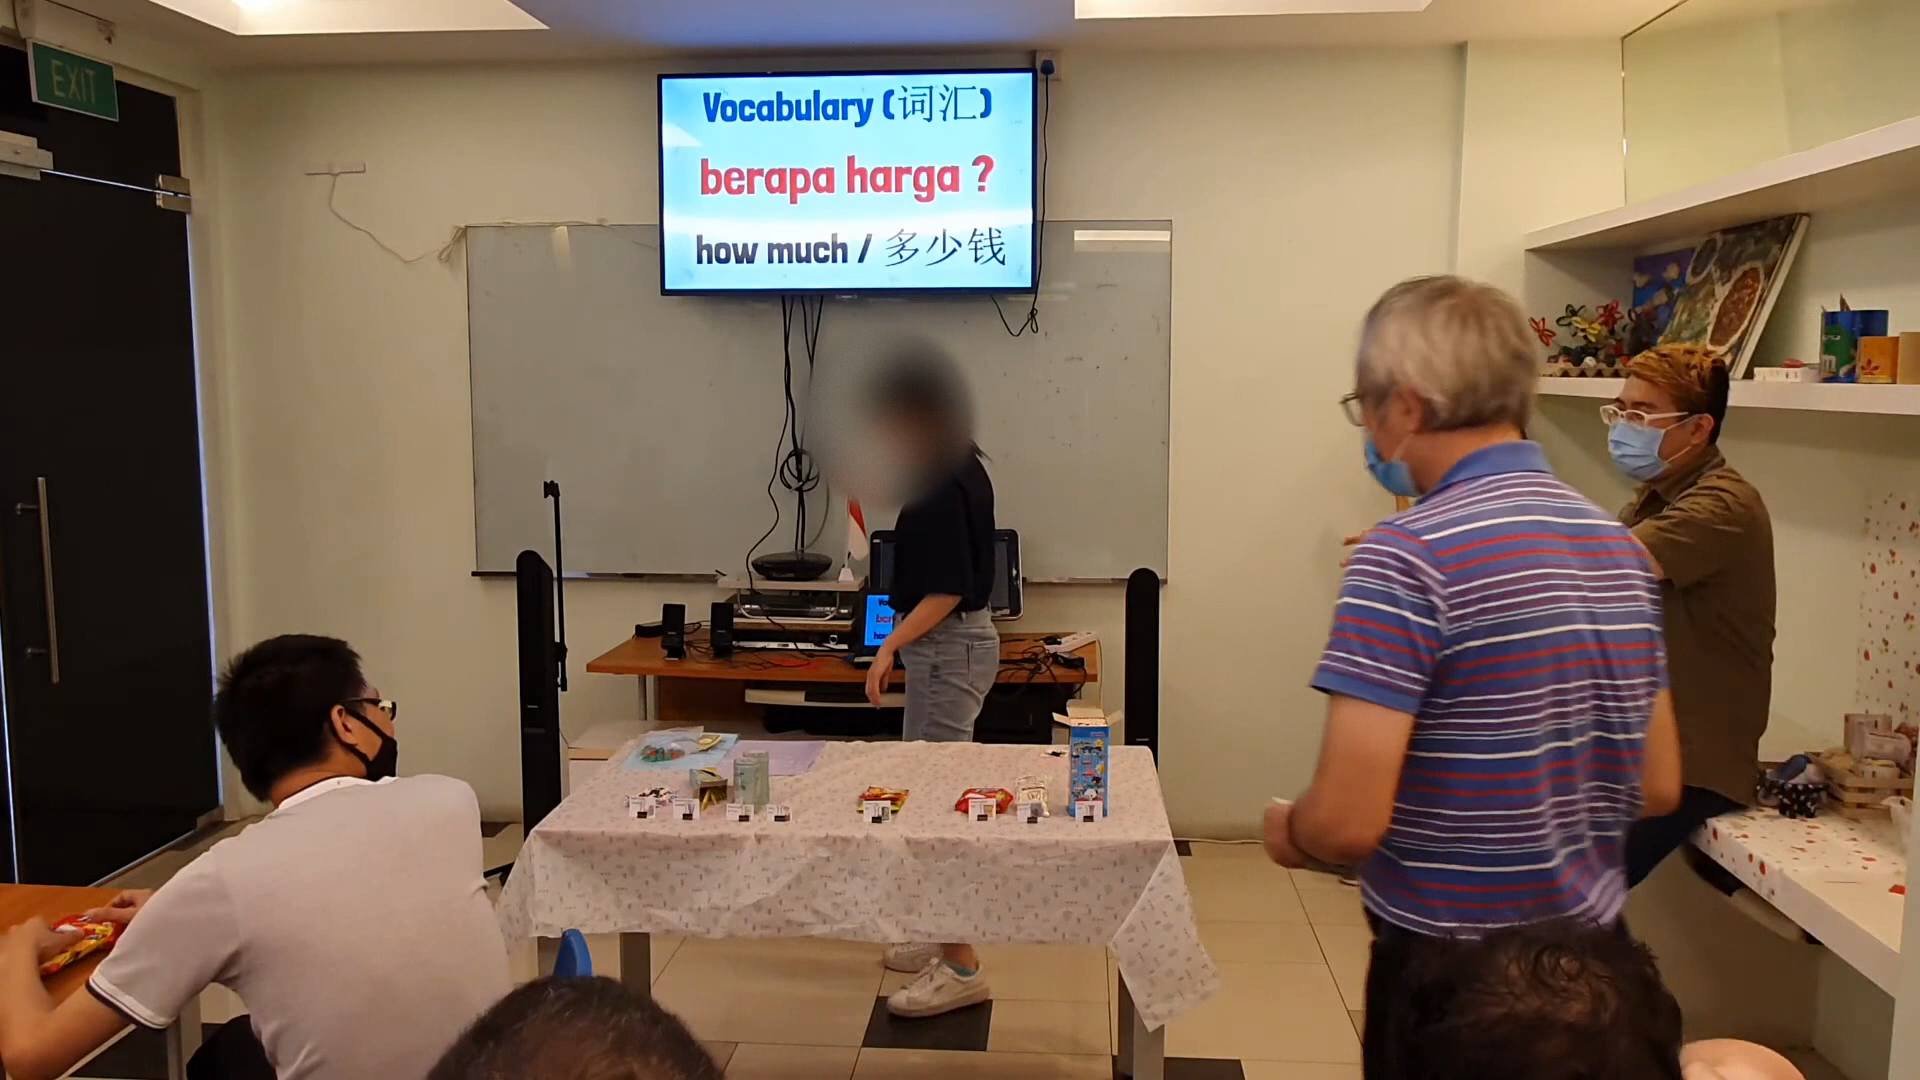 EXIT
Vocabulary (词汇)
berapa harga ?
how much / 多少钱